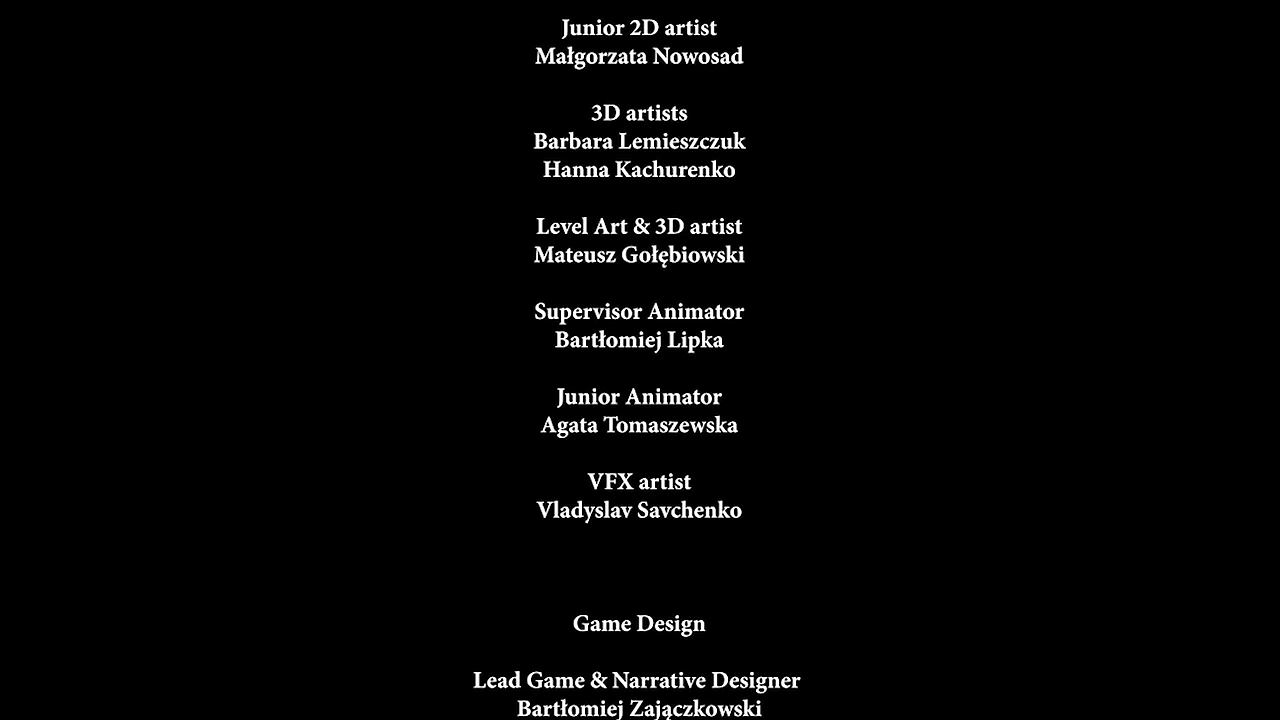 Junior 2D artist
Małgorzata Nowosad
3D artists
Barbara Lemieszczuk
Hanna Kachurenko
Level Art & 3D artist
Mateusz Gołębiowski
Supervisor Animator
Bartłomiej Lipka
Junior Animator
Agata Tomaszewska
VFX artist
Vladyslav Savchenko
Game Design
Lead Game & Narrative Designer
Bartłomiej Zajączkowski